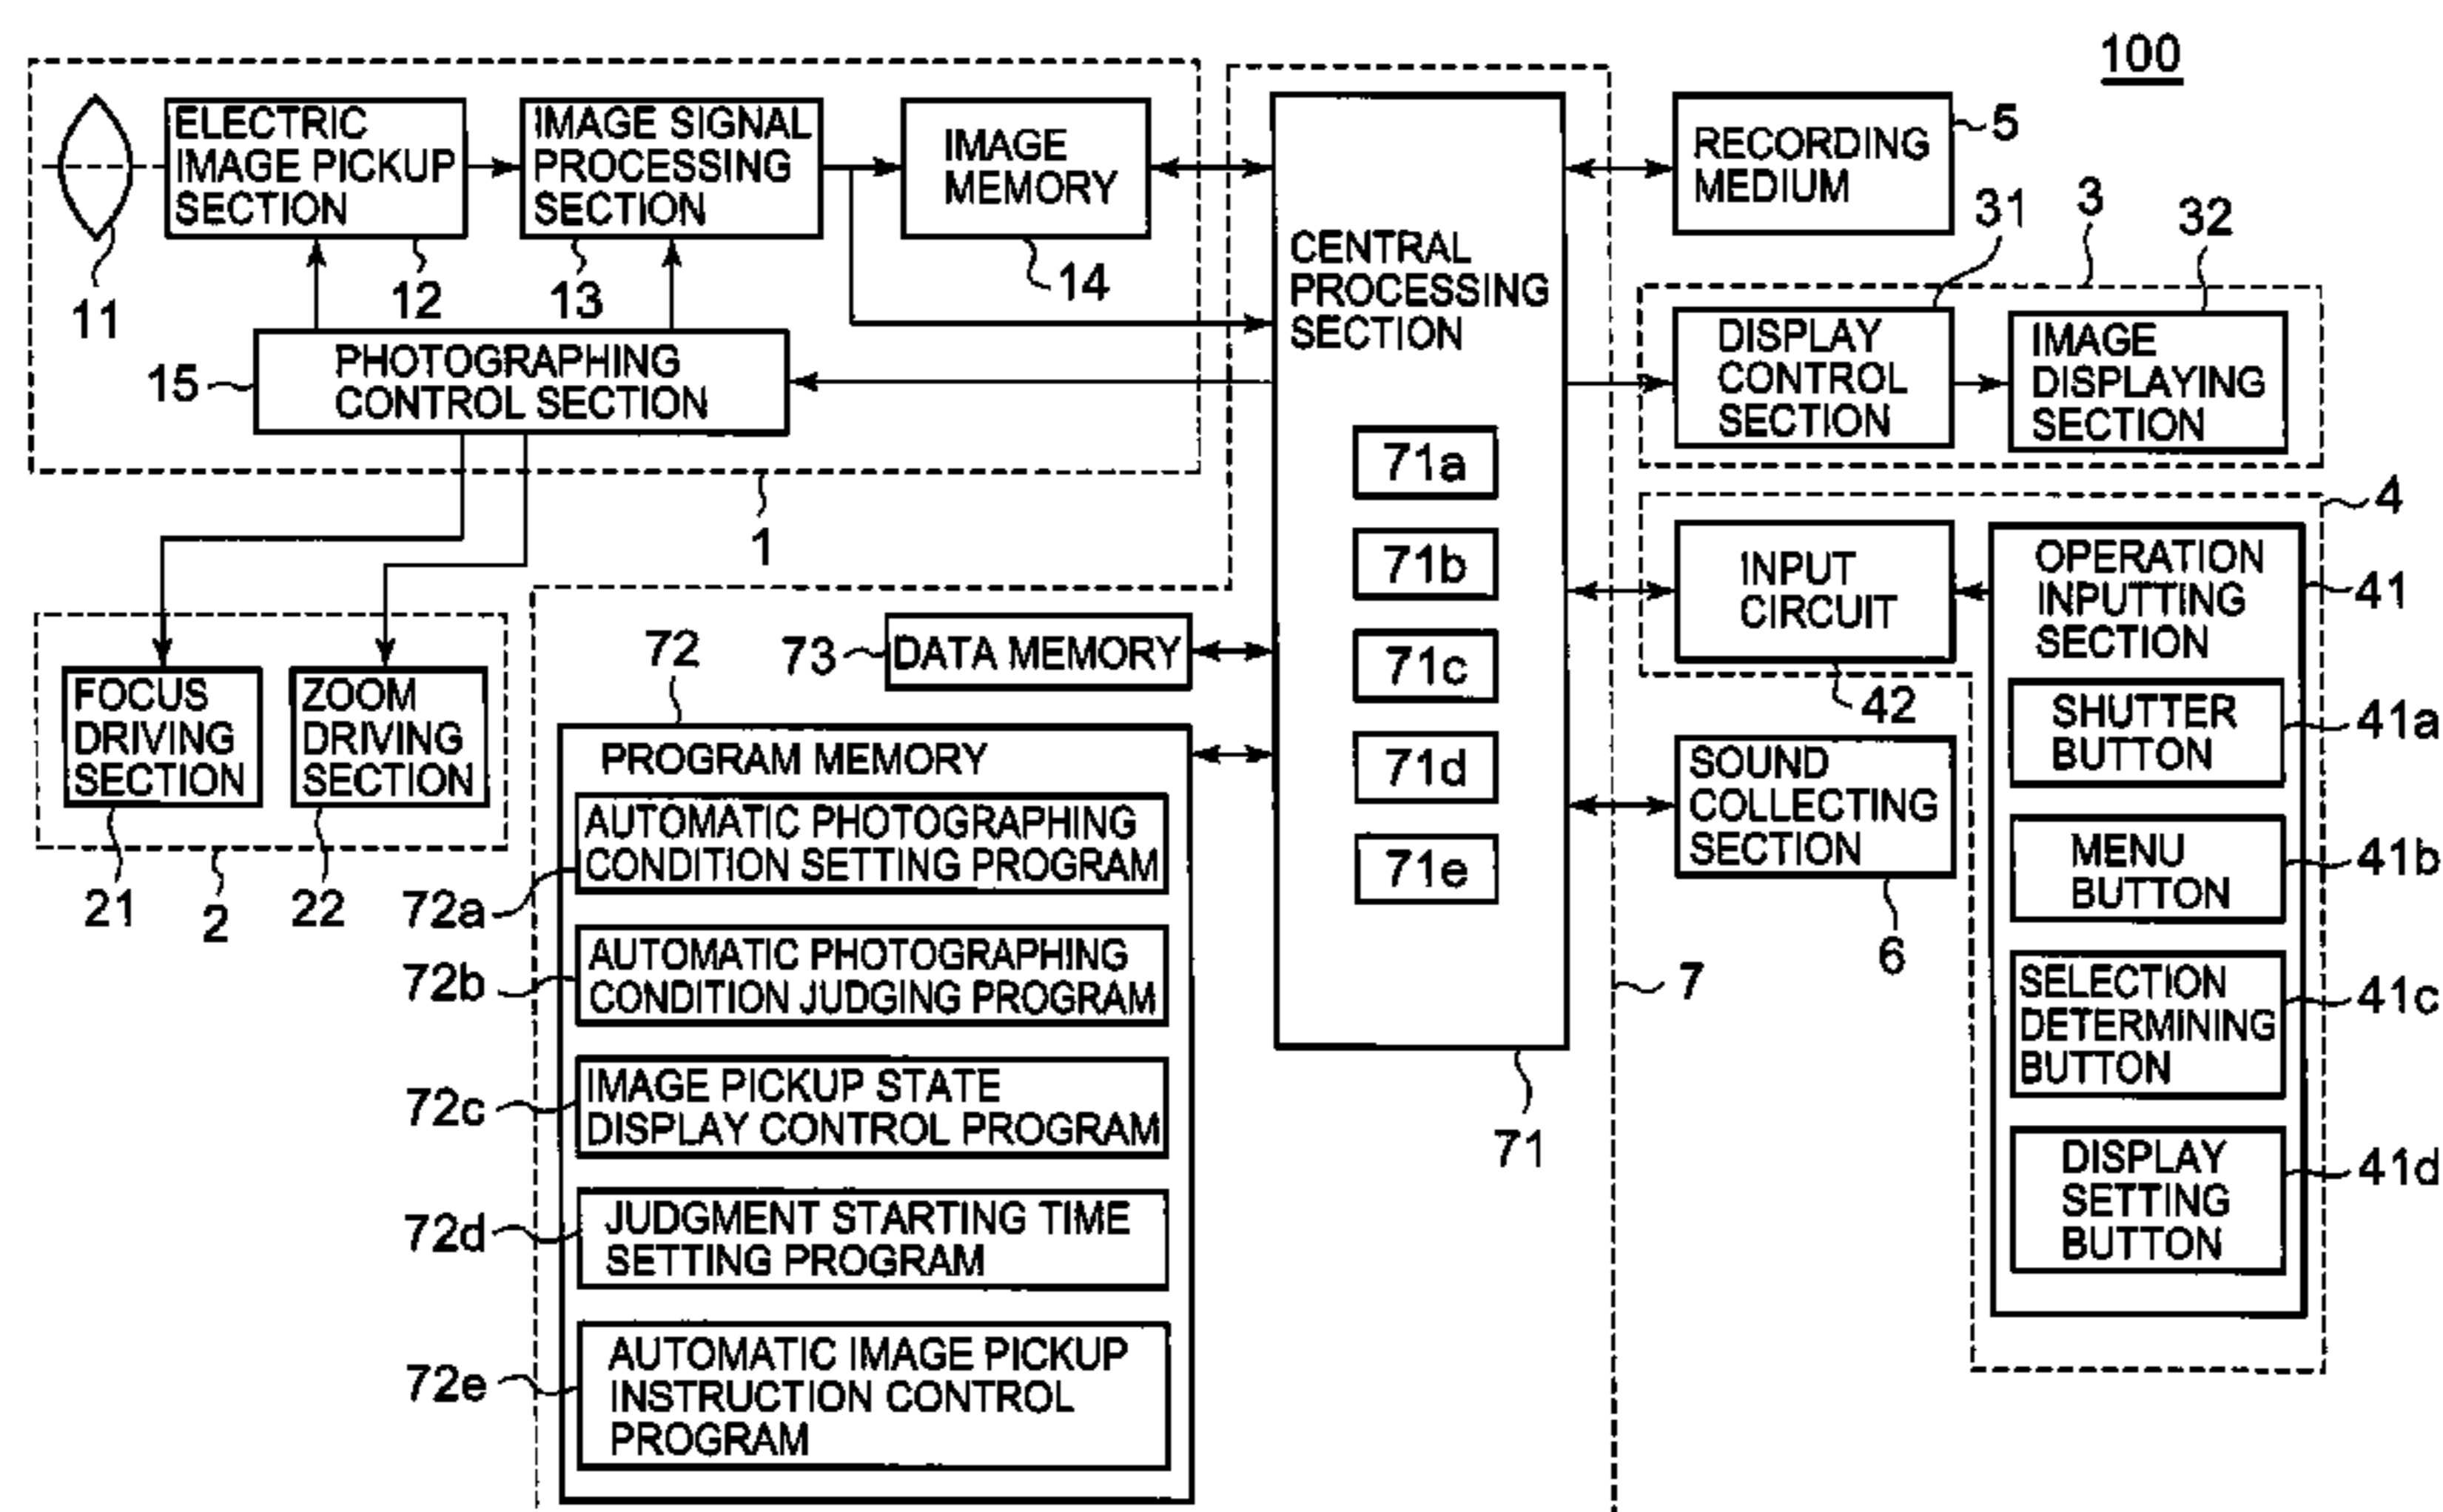 100
ELECTRIC
IMAGE PICKUP
SECTION
IMAGE SIGNAL
PROCESSING
SECTION
IMAGE
MEMORY
11
12
13
14
15
PHOTOGRAPHING
CONTROL SECTION
1
FOCUS
DRIVING
SECTION
ZOOM
DRIVING
SECTION
21
2
22
CENTRAL
PROCESSING
SECTION
71a
71b
71c
71d
71e
71
7
73
DATA MEMORY
72
PROGRAM MEMORY
AUTOMATIC PHOTOGRAPHING
CONDITION SETTING PROGRAM
72a
AUTOMATIC PHOTOGRAPHING
CONDITION JUDGING PROGRAM
72b
IMAGE PICKUP STATE
DISPLAY CONTROL PROGRAM
72c
JUDGMENT STARTING TIME
SETTING PROGRAM
72d
AUTOMATIC IMAGE PICKUP
INSTRUCTION CONTROL
PROGRAM
72e
RECORDING
MEDIUM
5
31
3
32
DISPLAY
CONTROL
SECTION
IMAGE
DISPLAYING
SECTION
4
INPUT
CIRCUIT
42
OPERATION
INPUTTING
SECTION
41
SHUTTER
BUTTON
41a
MENU
BUTTON
41b
SELECTION
DETERMINING
BUTTON
41c
DISPLAY
SETTING
BUTTON
41d
SOUND
COLLECTING
SECTION
6